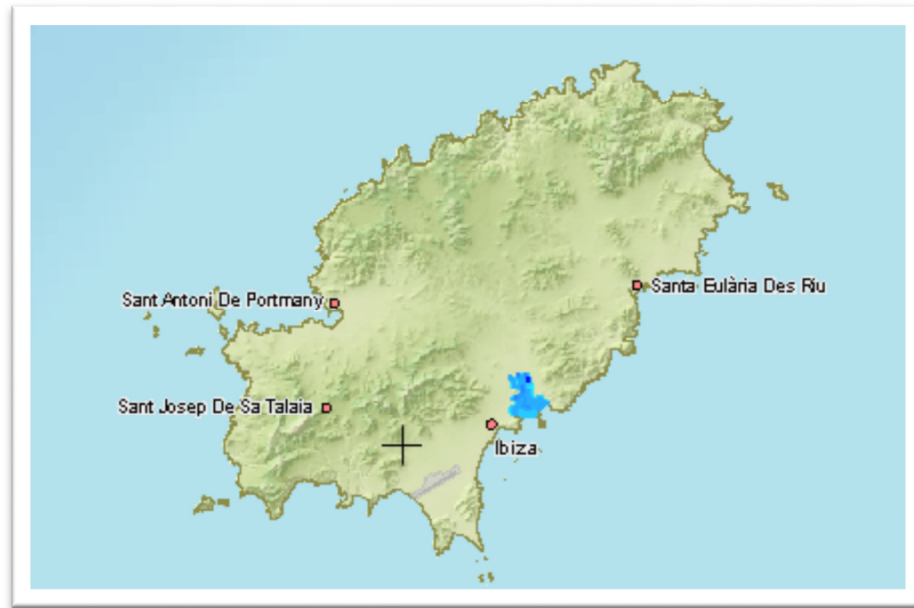 Sant Antoni De Portmany
Santa Eulària Des Riu
Sant Josep De Sa Talaia
Ibiza